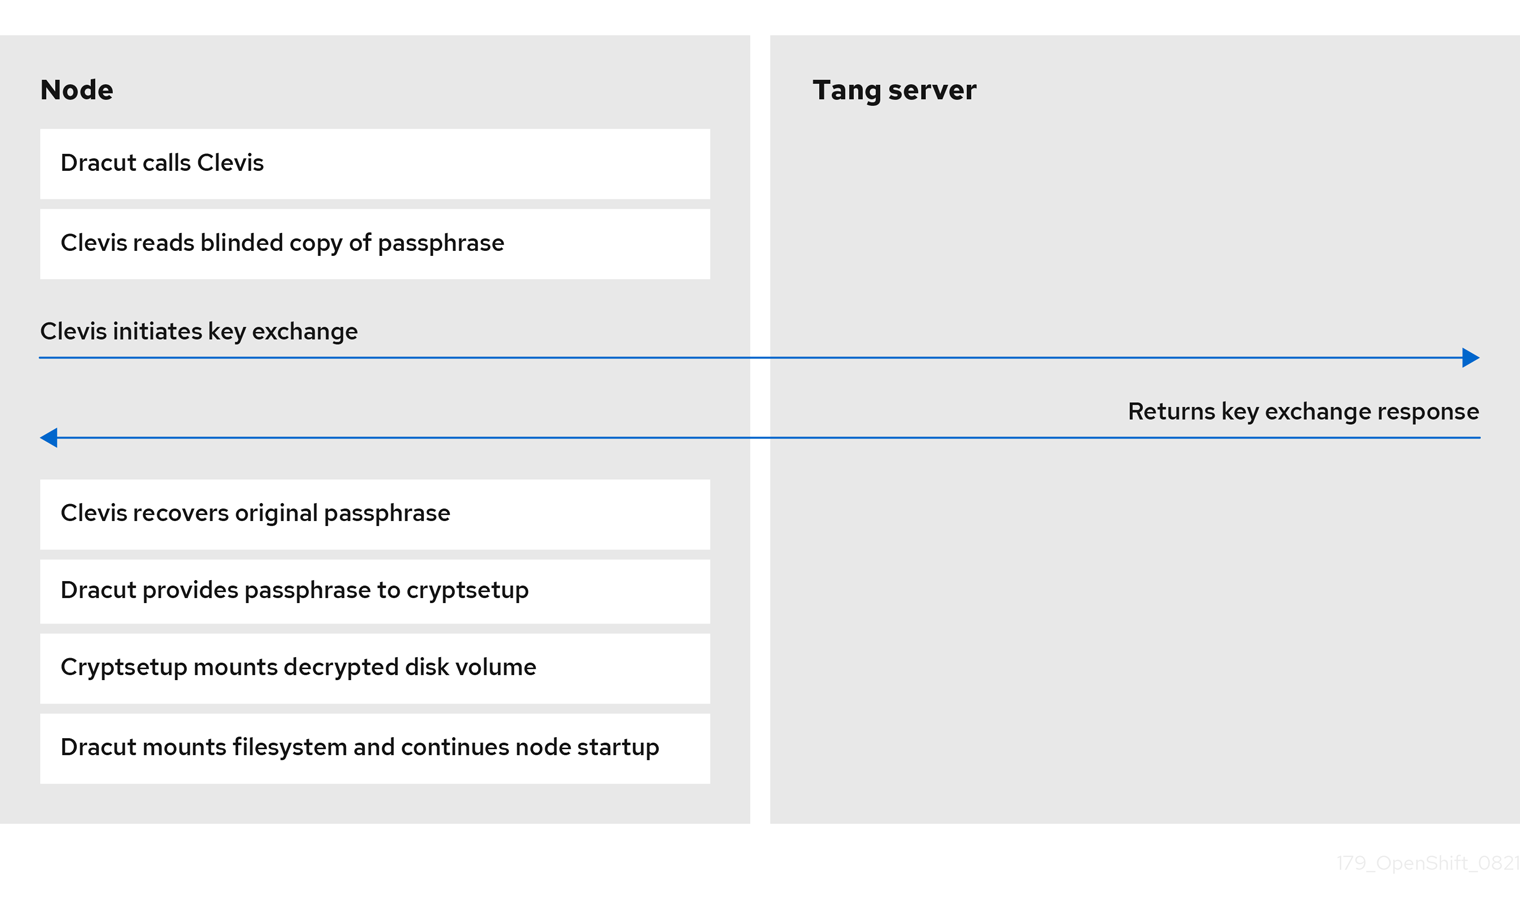 Node
Dracut calls Clevis
Clevis reads blinded copy of passphrase
Clevis initiates key exchange
Tang server
Returns key exchange response
Clevis recovers original passphrase
Dracut provides passphrase to cryptsetup
Cryptsetup mounts decrypted disk volume
Dracut mounts filesystem and continues node startup
179_OpenShift_0821